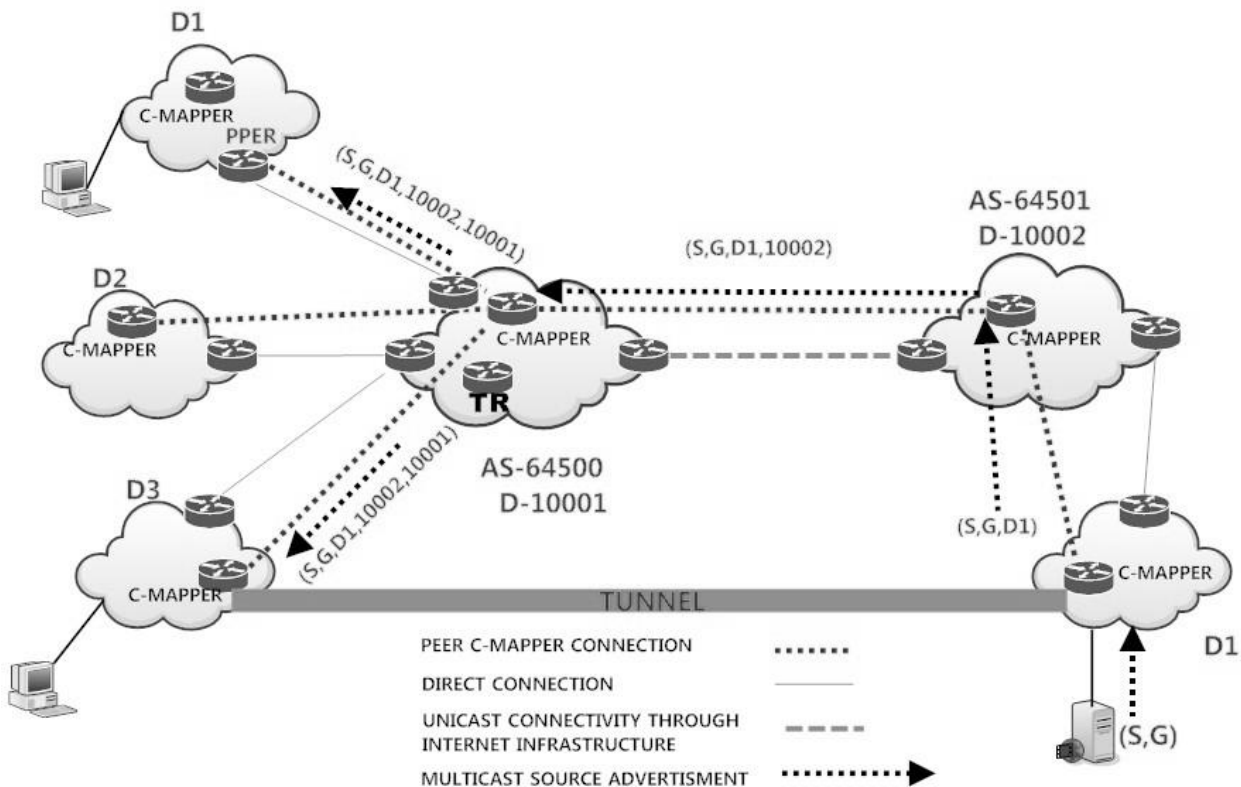 D1
C-MAPPER
PPER
(S,G,D1,10002,10001)
AS-64501
D-10002
(S,G,D1,10002)
D2
C-MAPPER
C-MAPPER
C-MAPPER
TR
(S,G,D1,10002,10001)
AS-64500
D-10001
D3
C-MAPPER
(S,G,D1)
C-MAPPER
TUNNEL
D1
PEER C-MAPPER CONNECTION
DIRECT CONNECTION
UNICAST CONNECTIVITY THROUGH
INTERNET INFRASTRUCTURE
MULTICAST SOURCE ADVERTISMENT
(S,G)